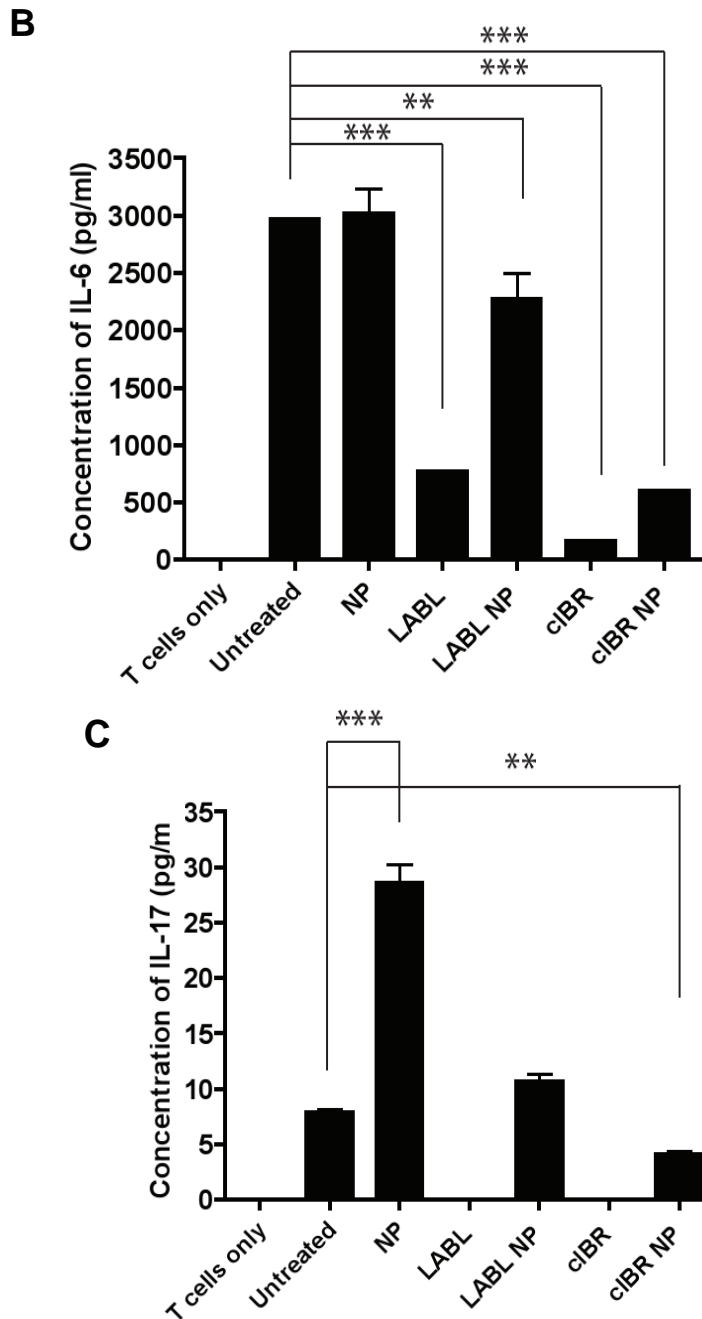 B
***
***
**
***
Concentration of IL-6 (pg/ml)
3500
3000
2500
2000
1500
1000
500
0
T cells only
Untreated
NP
LABL
LABL NP
cIBR
cIBR NP
C
***
**
Concentration of IL-17 (pg/m
35
30
25
20
15
10
5
0
T cells only
Untreated
NP
LABL
LABL NP
cIBR
cIBR NP